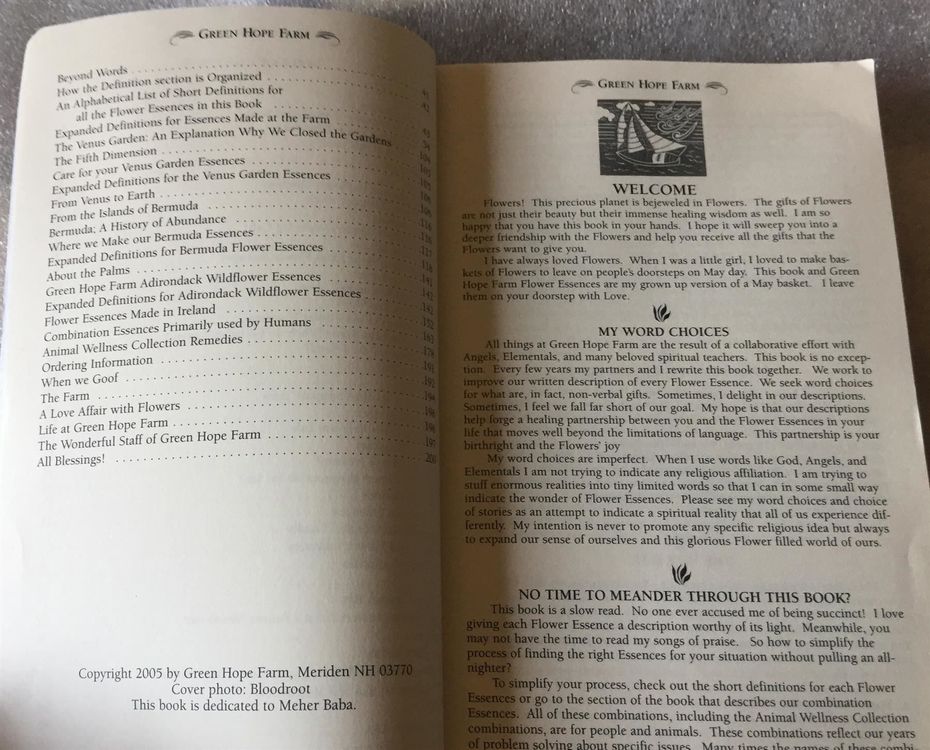 GREEN HOPE FARM
Beyond Words 41
How the Definition section is Organized 42
An Alphabetical List of Short Definitions for
all the Flower Essences in this Book
Expanded Definitions for Essences Made at the Farm
The Venus Garden: An Explanation Why We Closed the Gardens
The Fifth Dimension
Care for your Venus Garden Essences
Expanded Definitions for the Venus Garden Essences
From Venus to Earth
From the Islands of Bermuda
Bermuda: A History of Abundance
Where we Make our Bermuda Essences
Expanded Definitions for Bermuda Flower Essences
About the Palms
Green Hope Farm Adirondack Wildflower Essences
Expanded Definitions for Adirondack Wildflower Essences
Flower Essences Made in Ireland
Combination Essences Primarily used by Humans
Animal Wellness Collection Remedies
Ordering Information 191
When we Goof 192
The Farm 194
A Love Affair with Flowers
Life at Green Hope Farm 196
The Wonderful Staff of Green Hope Farm 197
All Blessings! 200
Copyright 2005 by Green Hope Farm, Meriden NH 03770
Cover photo: Bloodroot
This book is dedicated to Meher Baba.
GREEN HOPE FARM
WELCOME
Flowers! This precious planet is bejeweled in Flowers. The gifts of Flowers
are not just their beauty but their immense healing wisdom as well. I am so
happy that you have this book in your hands. I hope it will sweep you into a
deeper friendship with the Flowers and help you receive all the gifts that the
Flowers want to give you.
I have always loved Flowers. When I was a little girl, I loved to make bas-
kets of Flowers to leave on people's doorsteps on May day. This book and Green
Hope Farm Flower Essences are my grown up version of a May basket. I leave
them on your doorstep with Love.
MY WORD CHOICES
All things at Green Hope Farm are the result of a collaborative effort with
Angels, Elementals, and many beloved spiritual teachers. This book is no excep-
tion. Every few years my partners and I rewrite this book together. We work to
improve our written description of every Flower Essence. We seek word choices
for what are, in fact, non-verbal gifts. Sometimes, I delight in our descriptions.
Sometimes, I feel we fall far short of our goal. My hope is that our descriptions
help forge a healing partnership between you and the Flower Essences in your
life that moves well beyond the limitations of language. This partnership is your
birthright and the Flowers' joy
My word choices are imperfect. When I use words like God, Angels, and
Elementals I am not trying to indicate any religious affiliation. I am trying to
stuff enormous realities into tiny limited words so that I can in some small way
indicate the wonder of Flower Essences. Please see my word choices and choice
of stories as an attempt to indicate a spiritual reality that all of us experience dif-
ferently. My intention is never to promote any specific religious idea but always
to expand our sense of ourselves and this glorious Flower filled world of ours.
NO TIME TO MEANDER THROUGH THIS BOOK?
This book is a slow read. No one ever accused me of being succinct! I love
giving each Flower Essence a description worthy of its light. Meanwhile, you
may not have the time to read my songs of praise. So how to simplify the
process of finding the right Essences for your situation without pulling an all-
nighter?
To simplify your process, check out the short definitions for each Flower
Essences or go to the section of the book that describes our combination
Essences. All of these combinations, including the Animal Wellness Collection
combinations, are for people and animals. These combinations reflect our years
of problem solving about specific issues. Many times the names of these combi-